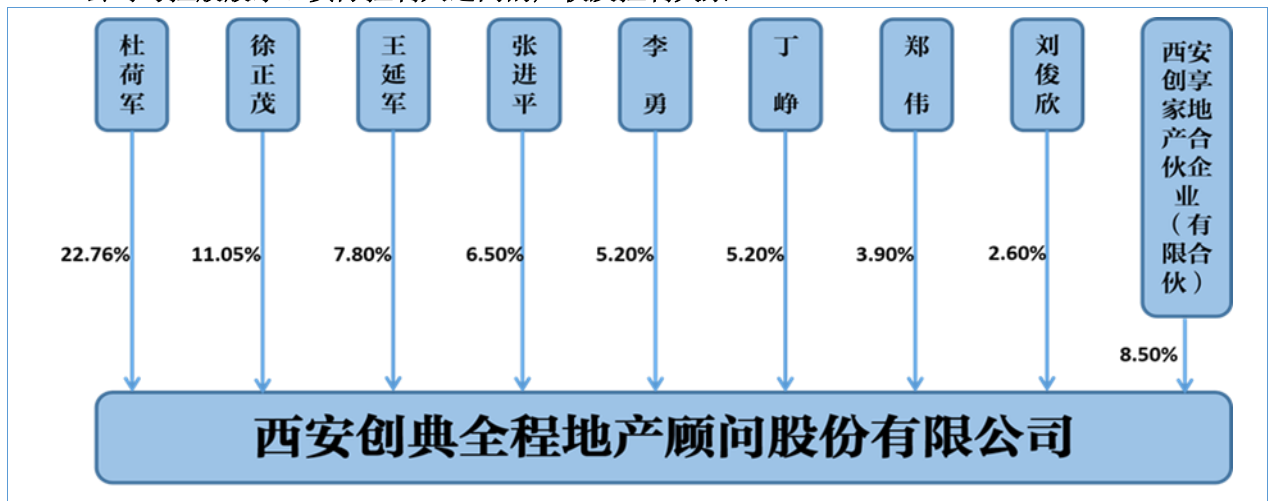 杜荷军
徐正茂
王延军
张进平
李勇
丁峥
郑伟
刘俊欣
西安
创享
家地
产合
伙企
业
（有
限合
伙）
22.76%
11.05%
7.80%
6.50%
5.20%
5.20%
3.90%
2.60%
8.50%
西安创典全程地产顾问股份有限公司